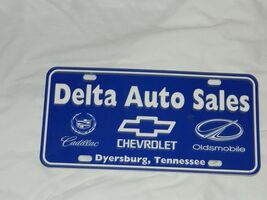 Delta Auto Sales
Cadillac CHEVROLET Oldsmobile
Dyersburg, Tennessee